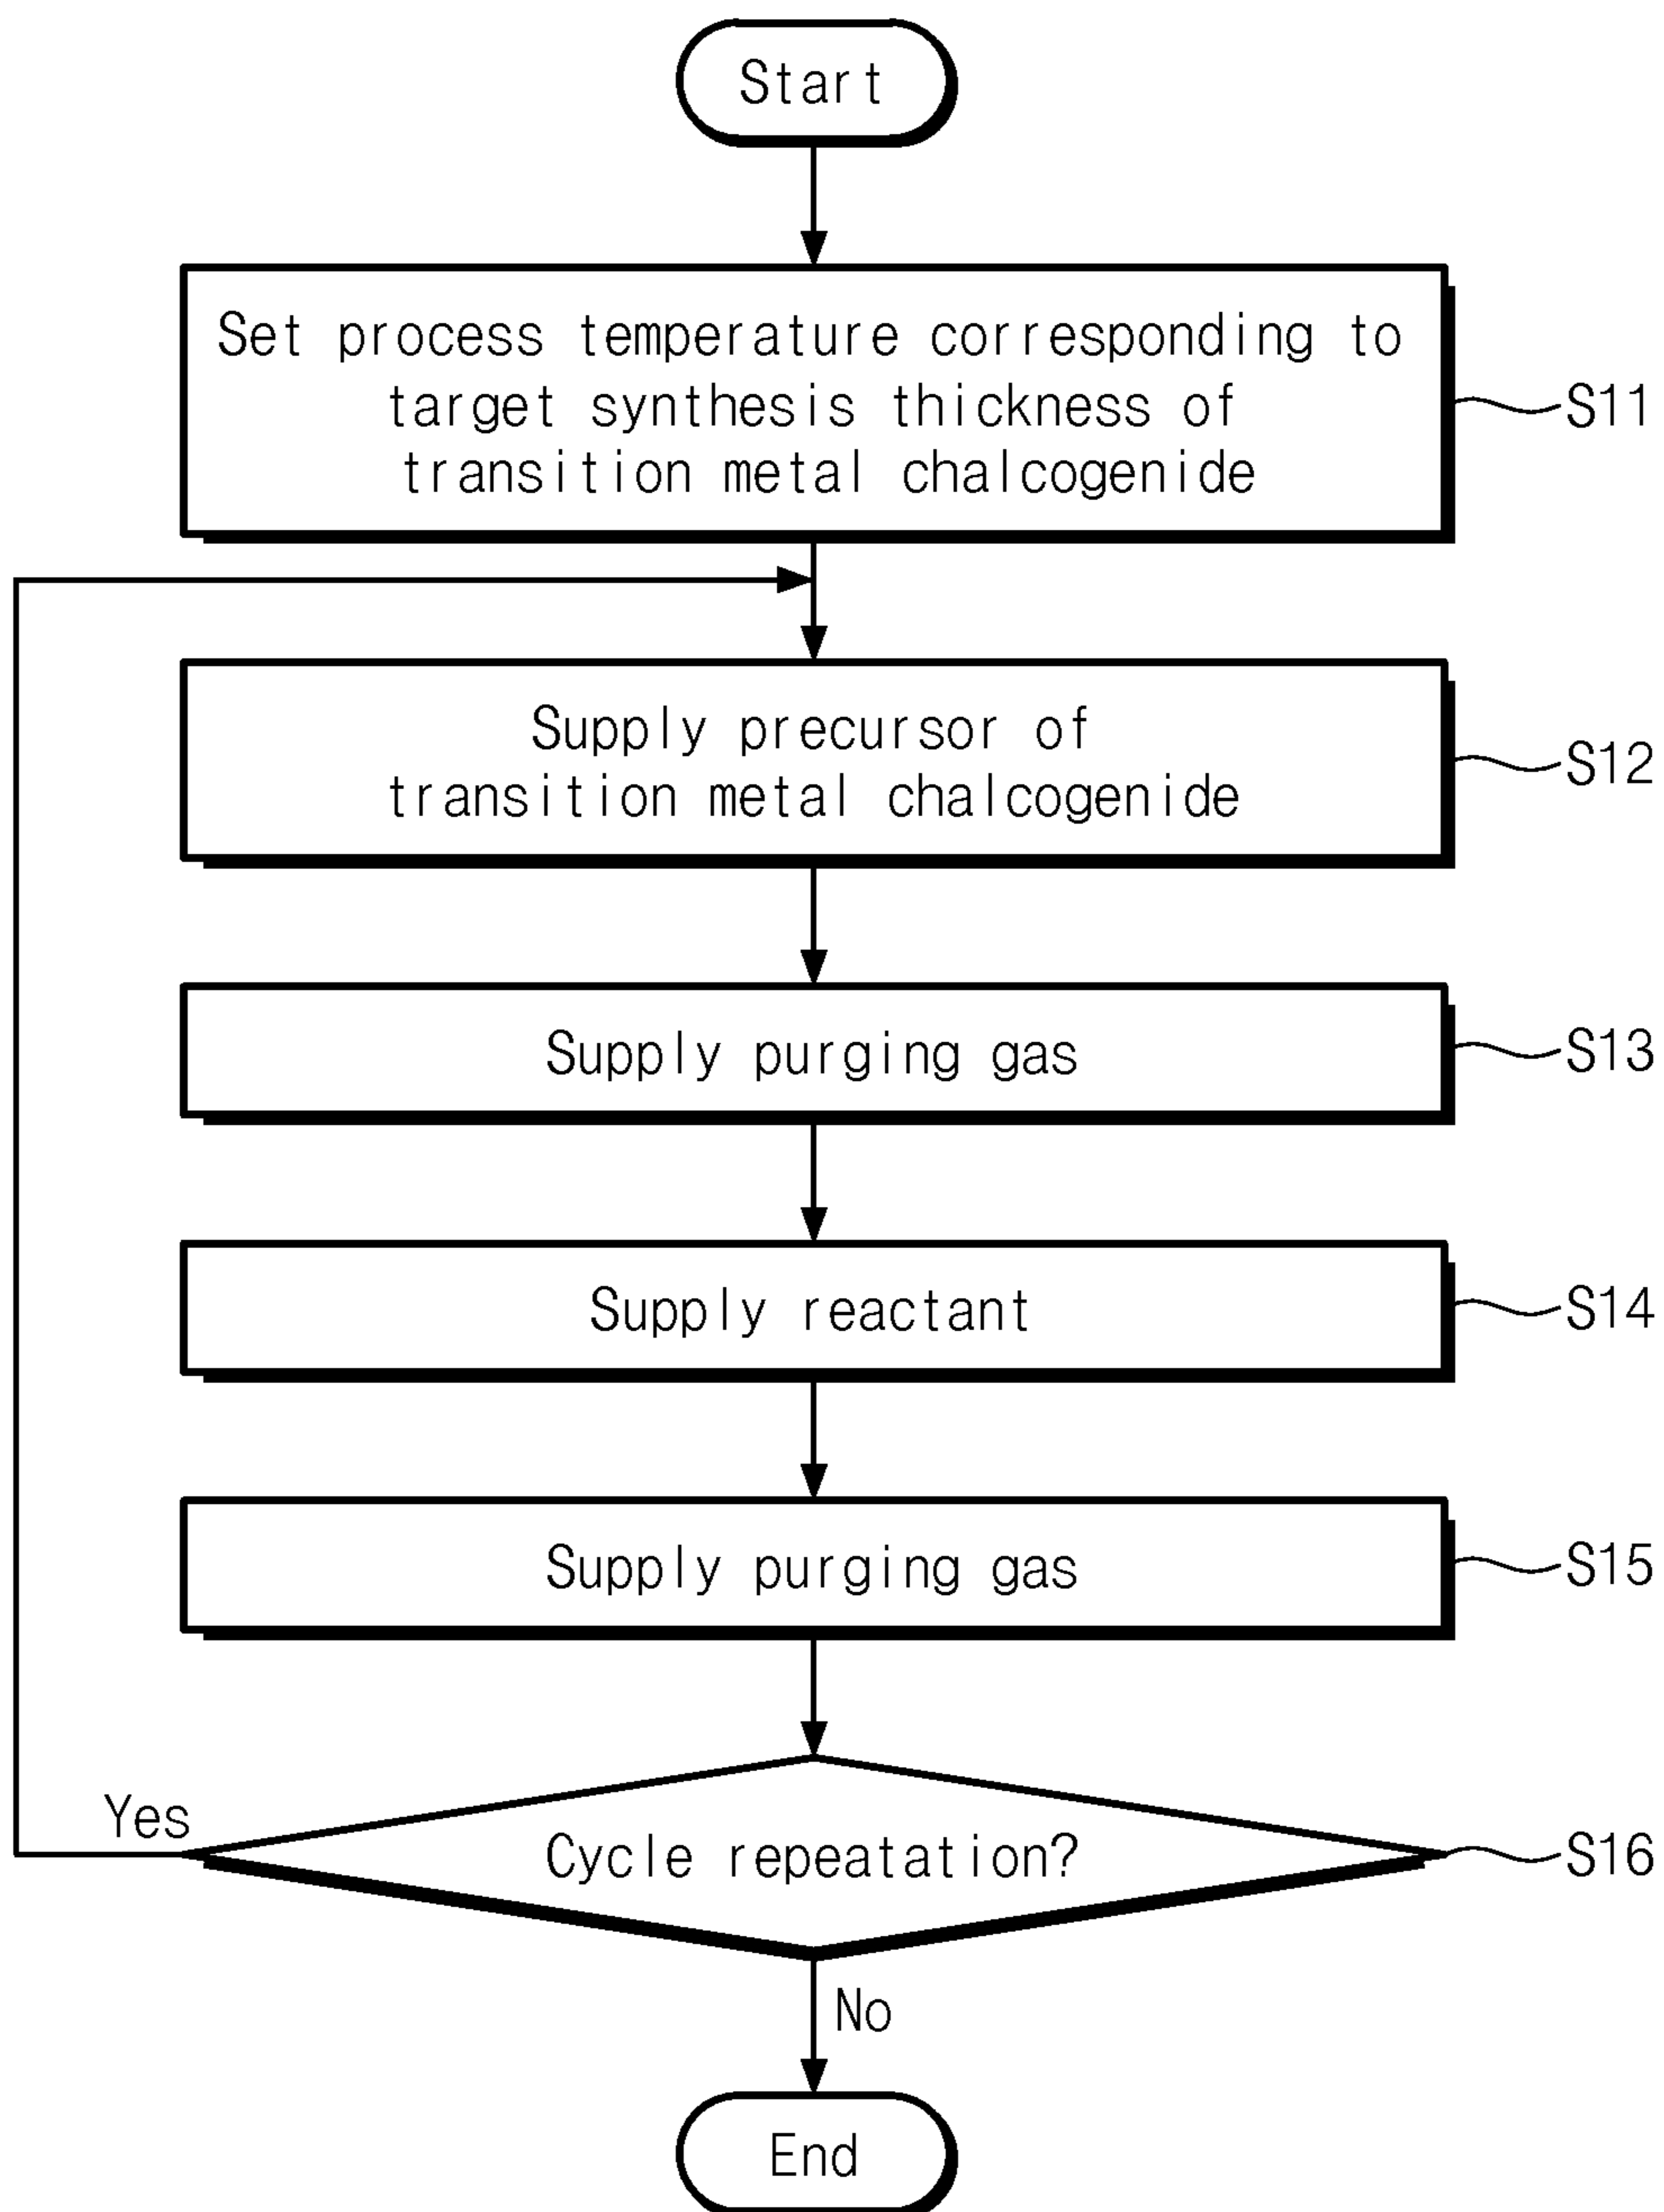 Start
Set process temperature corresponding to
target synthesis thickness of
transition metal chalcogenide
S11
Supply precursor of
transition metal chalcogenide
S12
Supply purging gas
S13
Supply reactant
S14
Supply purging gas
S15
Yes
Cycle repeatation?
S16
No
End